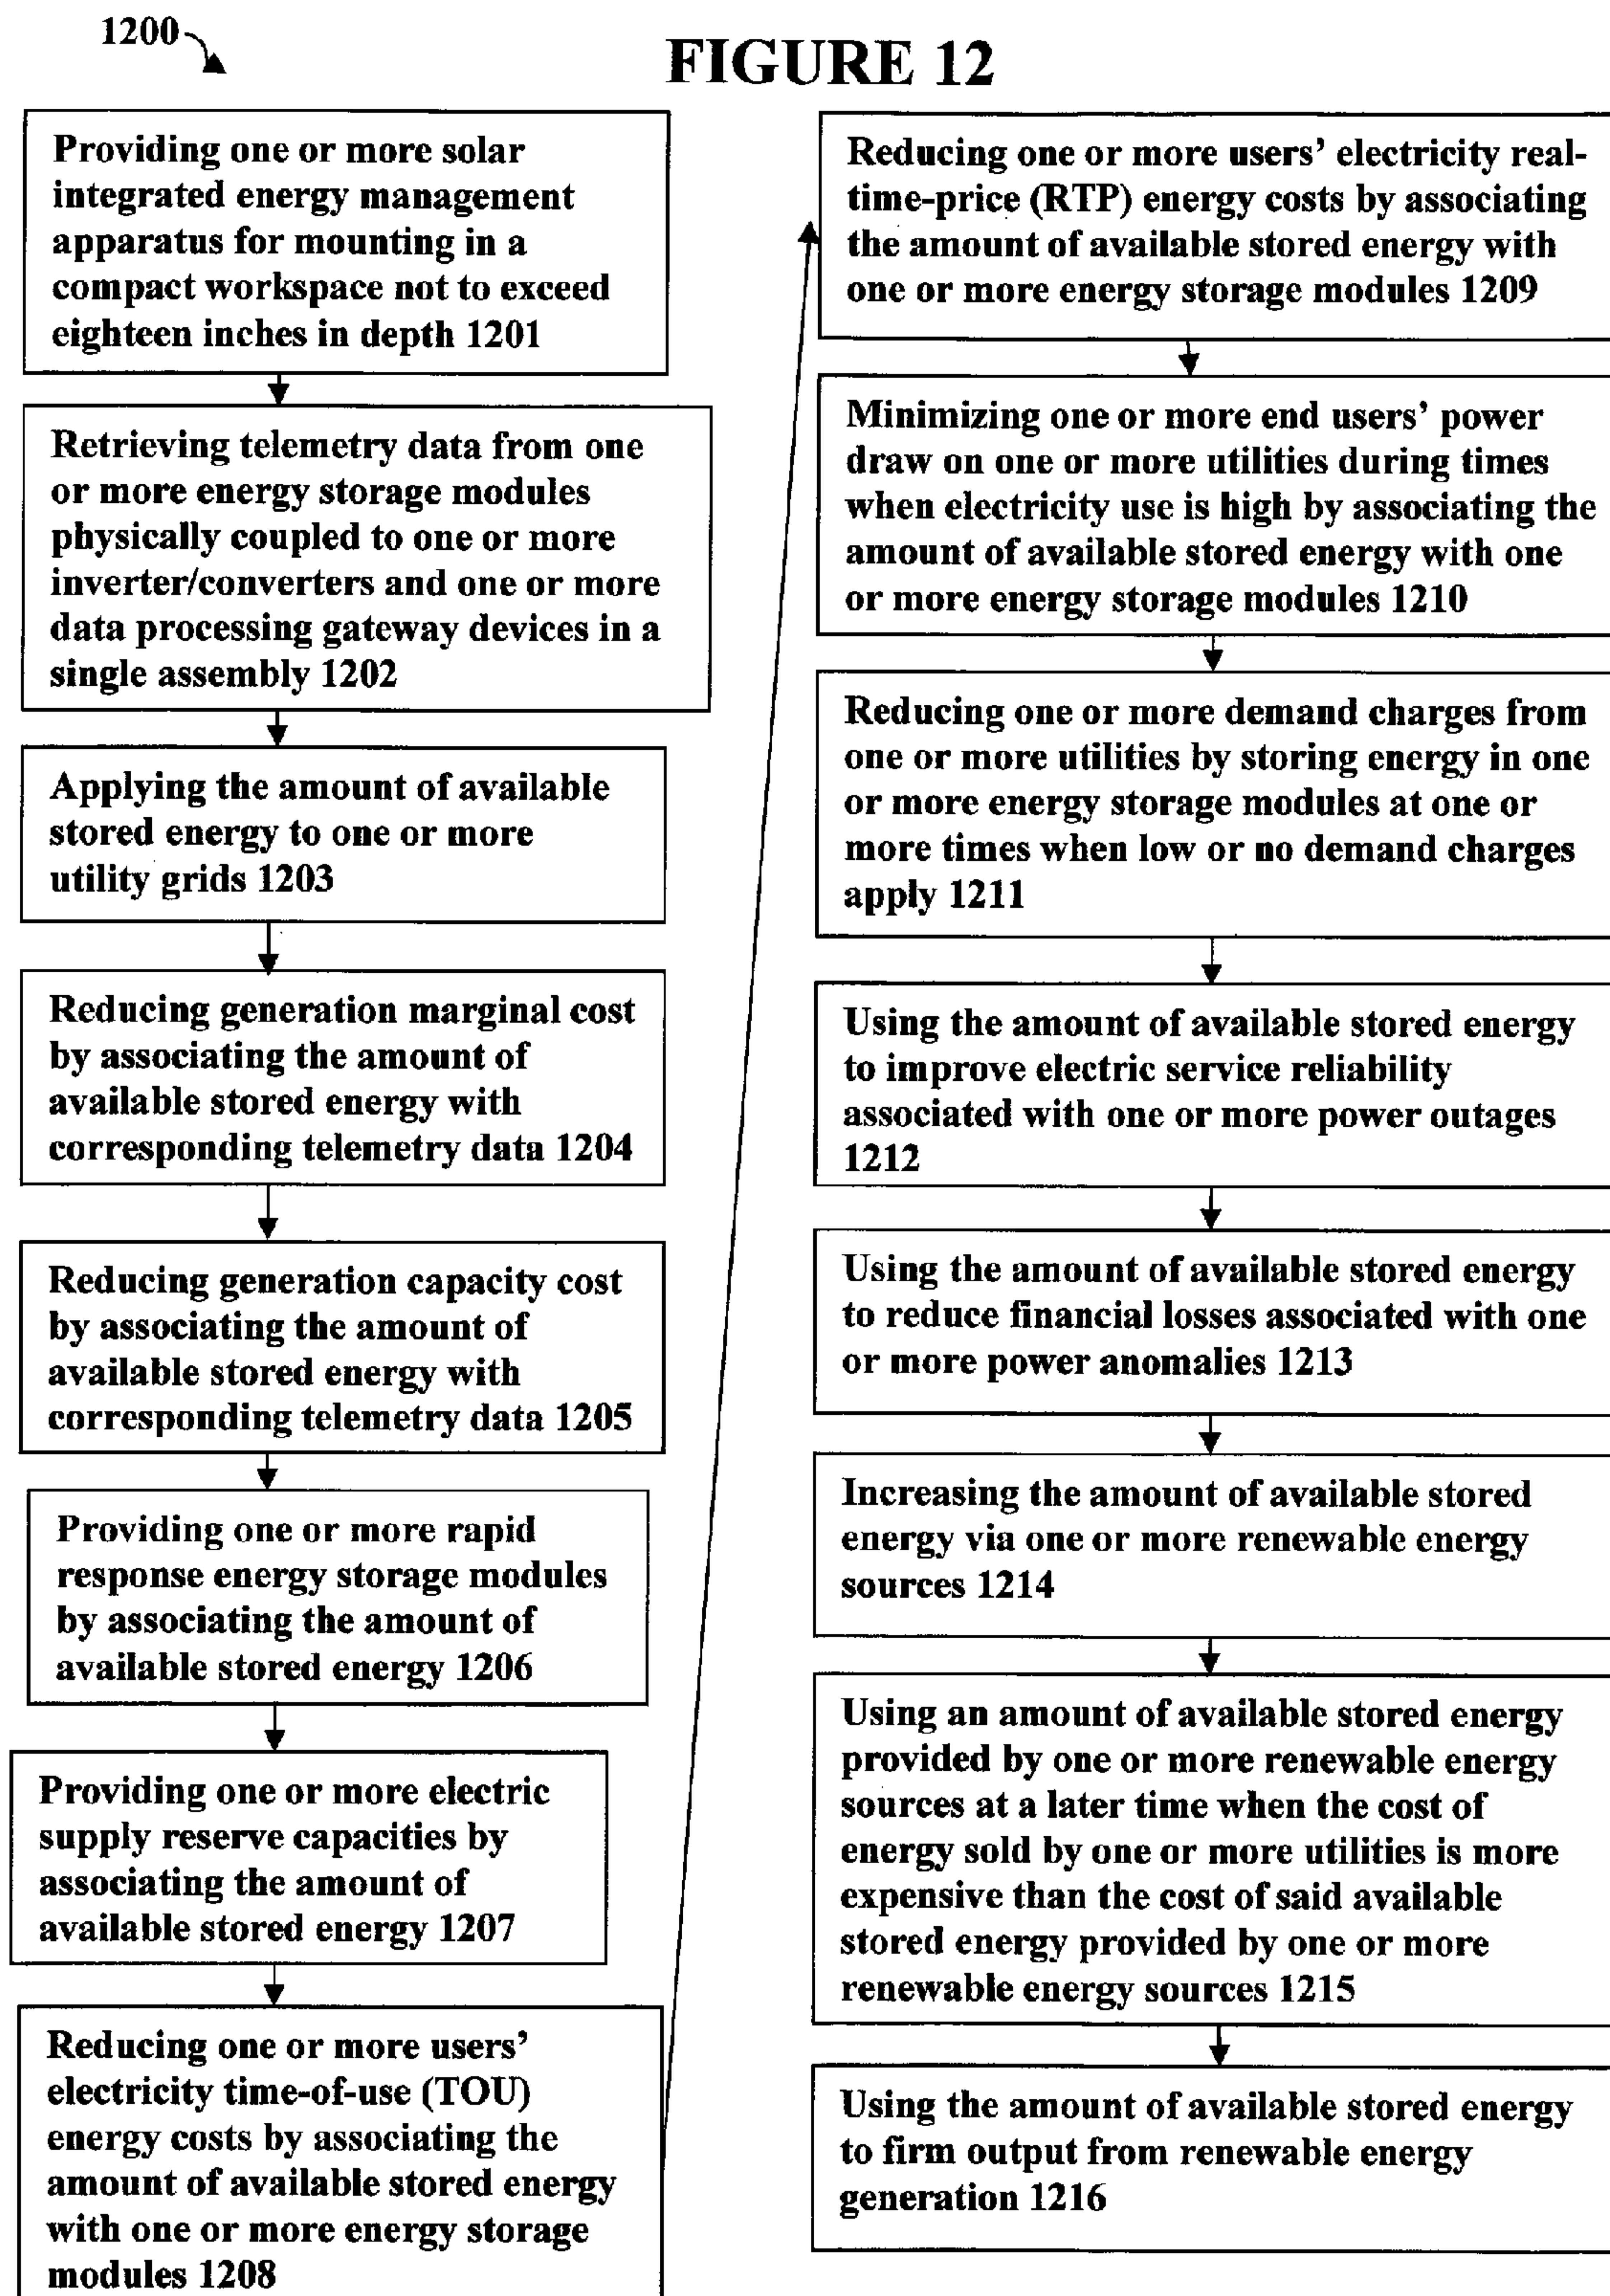 1200
FIGURE 12
Providing one or more solar
integrated energy management
apparatus for mounting in a
compact workspace not to exceed
eighteen inches in depth 1201
Retrieving telemetry data from one
or more energy storage modules
physically coupled to one or more
inverter/converters and one or more
data processing gateway devices in a
single assembly 1202
Applying the amount of available
stored energy to one or more
utility grids 1203
Reducing generation marginal cost
by associating the amount of
available stored energy with
corresponding telemetry data 1204
Reducing generation capacity cost
by associating the amount of
available stored energy with
corresponding telemetry data 1205
Providing one or more rapid
response energy storage modules
by associating the amount of
available stored energy 1206
Providing one or more electric
supply reserve capacities by
associating the amount of
available stored energy 1207
Reducing one or more users’
electricity time-of-use (TOU)
energy costs by associating the
amount of available stored energy
with one or more energy storage
modules 1208
Reducing one or more users’ electricity real-
time-price (RTP) energy costs by associating
the amount of available stored energy with
one or more energy storage modules 1209
Minimizing one or more end users’ power
draw on one or more utilities during times
when electricity use is high by associating the
amount of available stored energy with one
or more energy storage modules 1210
Reducing one or more demand charges from
one or more utilities by storing energy in one
or more energy storage modules at one or
more times when low or no demand charges
apply 1211
Using the amount of available stored energy
to improve electric service reliability
associated with one or more power outages
1212
Using the amount of available stored energy
to reduce financial losses associated with one
or more power anomalies 1213
Increasing the amount of available stored
energy via one or more renewable energy
sources 1214
Using an amount of available stored energy
provided by one or more renewable energy
sources at a later time when the cost of
energy sold by one or more utilities is more
expensive than the cost of said available
stored energy provided by one or more
renewable energy sources 1215
Using the amount of available stored energy
to firm output from renewable energy
generation 1216